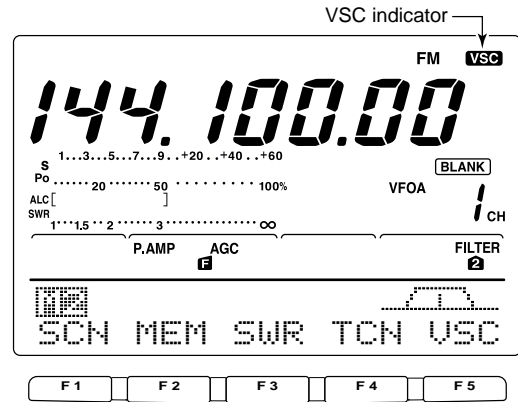 VSC indicator
FM VSC
144.100.00
S 1...3...5...7...9..+20..+40..+60
Po ...... 20 ...... 50 ........... 100%
BLANK
VFOA
ALC [ ]
1 CH
SWR 1....1.5..2 .... 3 ............... ∞
P.AMP AGC FILTER
F 2
SCN MEM SWR TCN VSC
F1 F2 F3 F4 F5